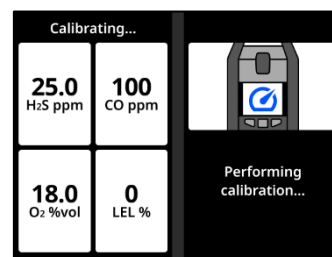 Calibrating...
25.0 100
H₂S ppm CO ppm
18.0 0
O₂ %vol LEL %
Performing
calibration...